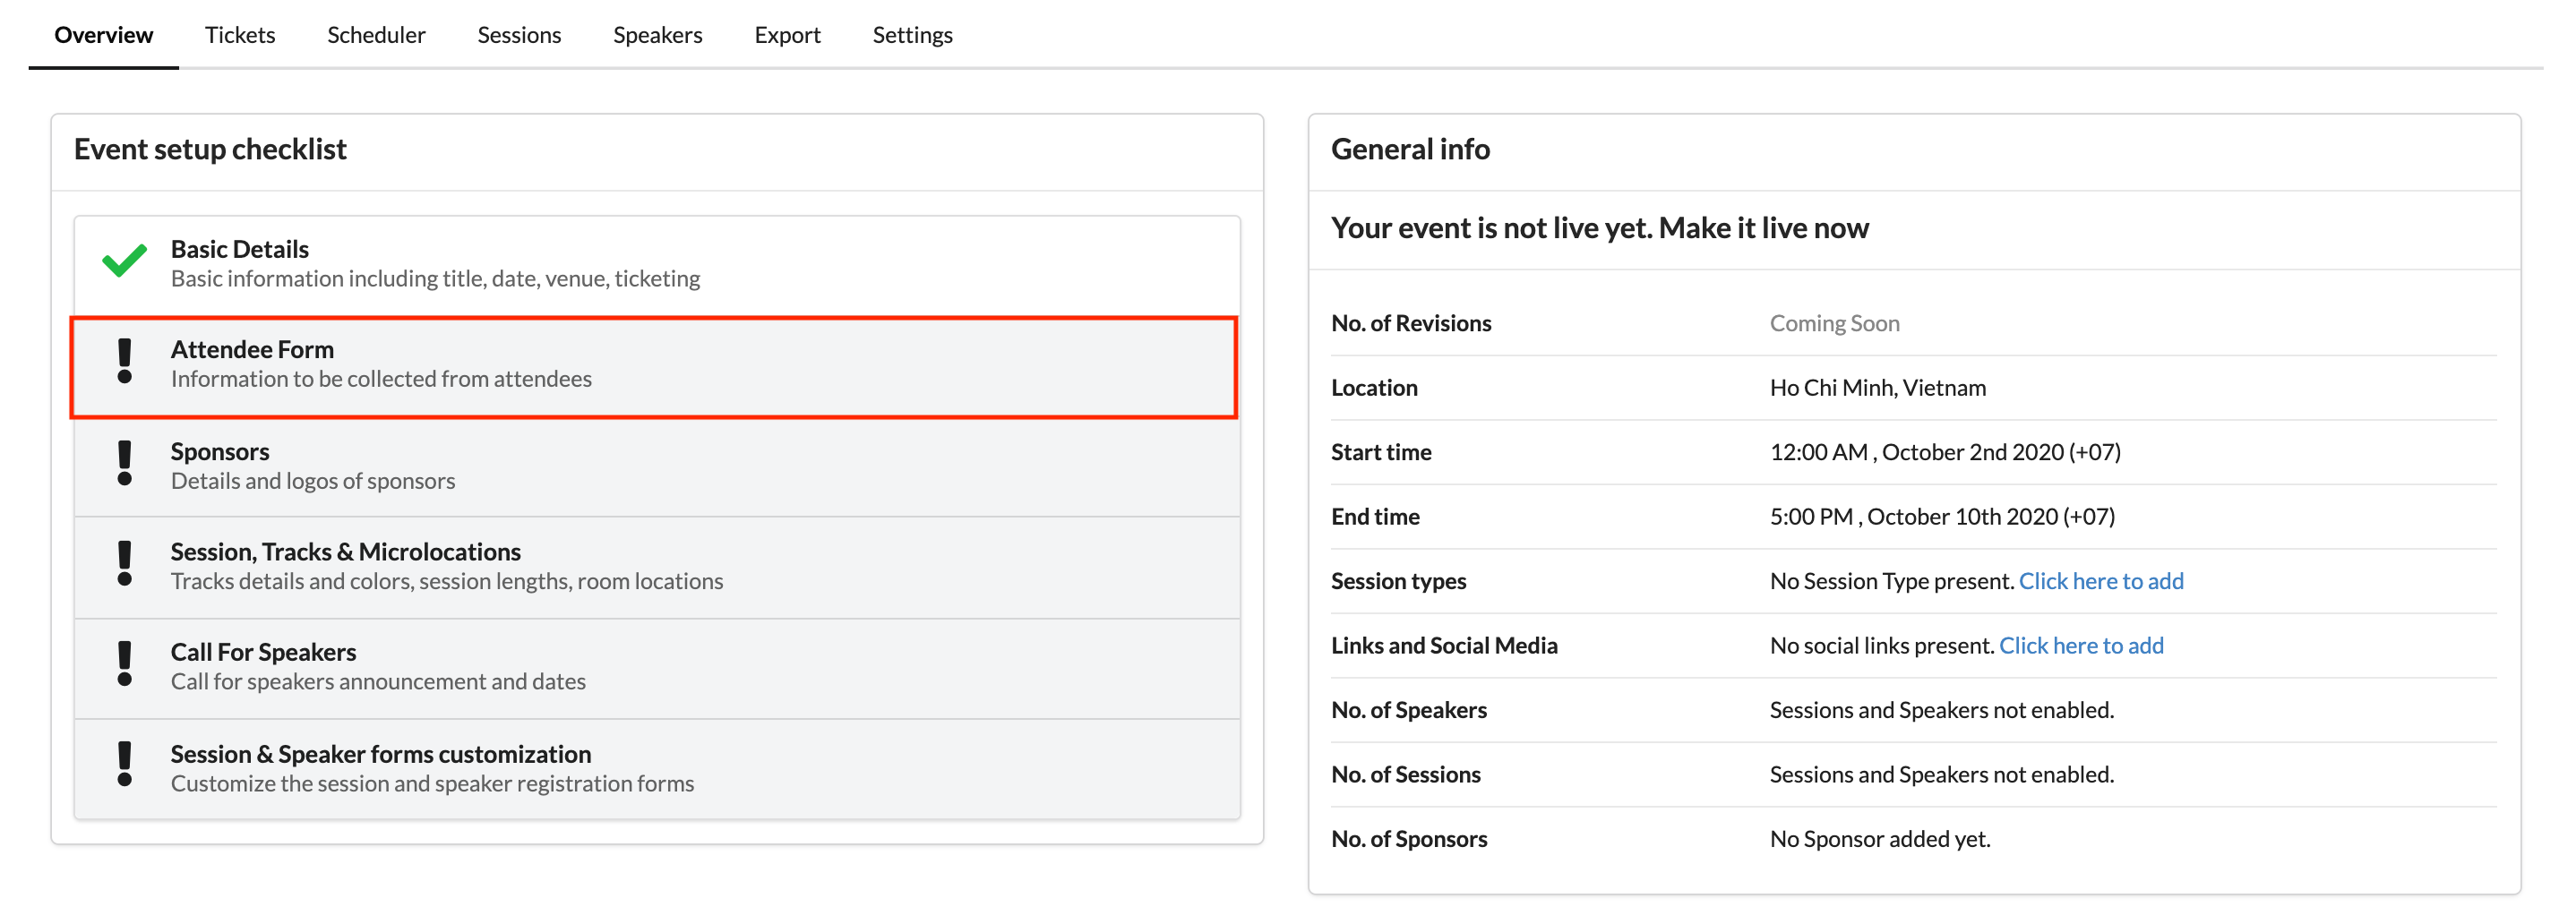 Overview Tickets Scheduler Sessions Speakers Export Settings
Event setup checklist
Basic Details
Basic information including title, date, venue, ticketing
Attendee Form
Information to be collected from attendees
Sponsors
Details and logos of sponsors
Session, Tracks & Microlocations
Tracks details and colors, session lengths, room locations
Call For Speakers
Call for speakers announcement and dates
Session & Speaker forms customization
Customize the session and speaker registration forms
General info
Your event is not live yet. Make it live now
No. of Revisions Coming Soon
Location Ho Chi Minh, Vietnam
Start time 12:00 AM , October 2nd 2020 (+07)
End time 5:00 PM , October 10th 2020 (+07)
Session types No Session Type present. Click here to add
Links and Social Media No social links present. Click here to add
No. of Speakers Sessions and Speakers not enabled.
No. of Sessions Sessions and Speakers not enabled.
No. of Sponsors No Sponsor added yet.